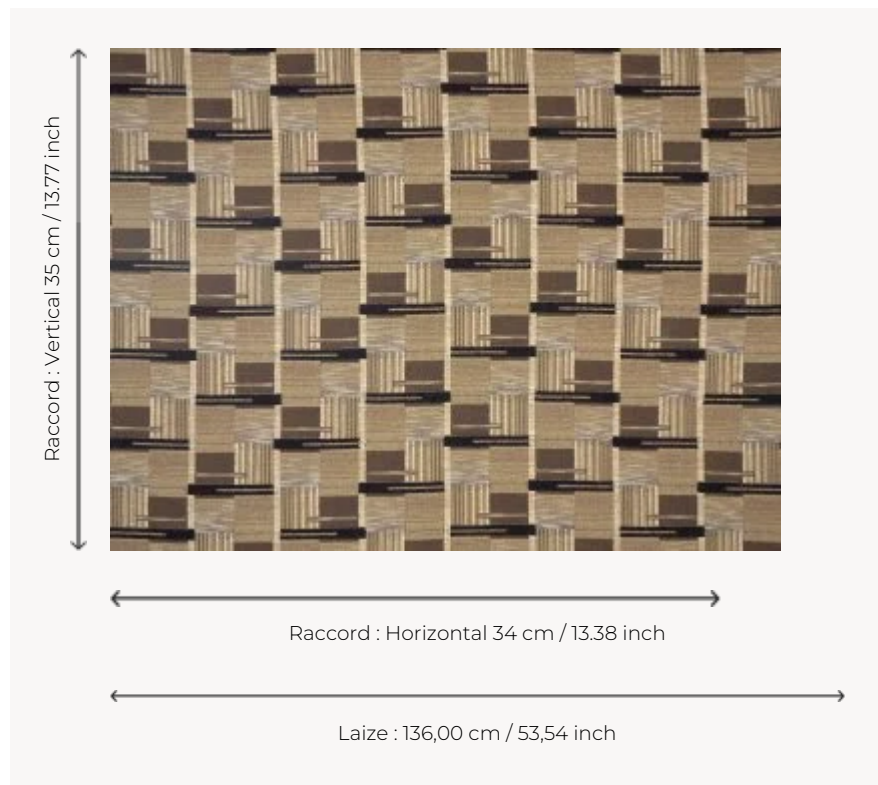 Raccord : Vertical 35 cm / 13.77 inch
Raccord : Horizontal 34 cm / 13.38 inch
Laize : 136,00 cm / 53,54 inch